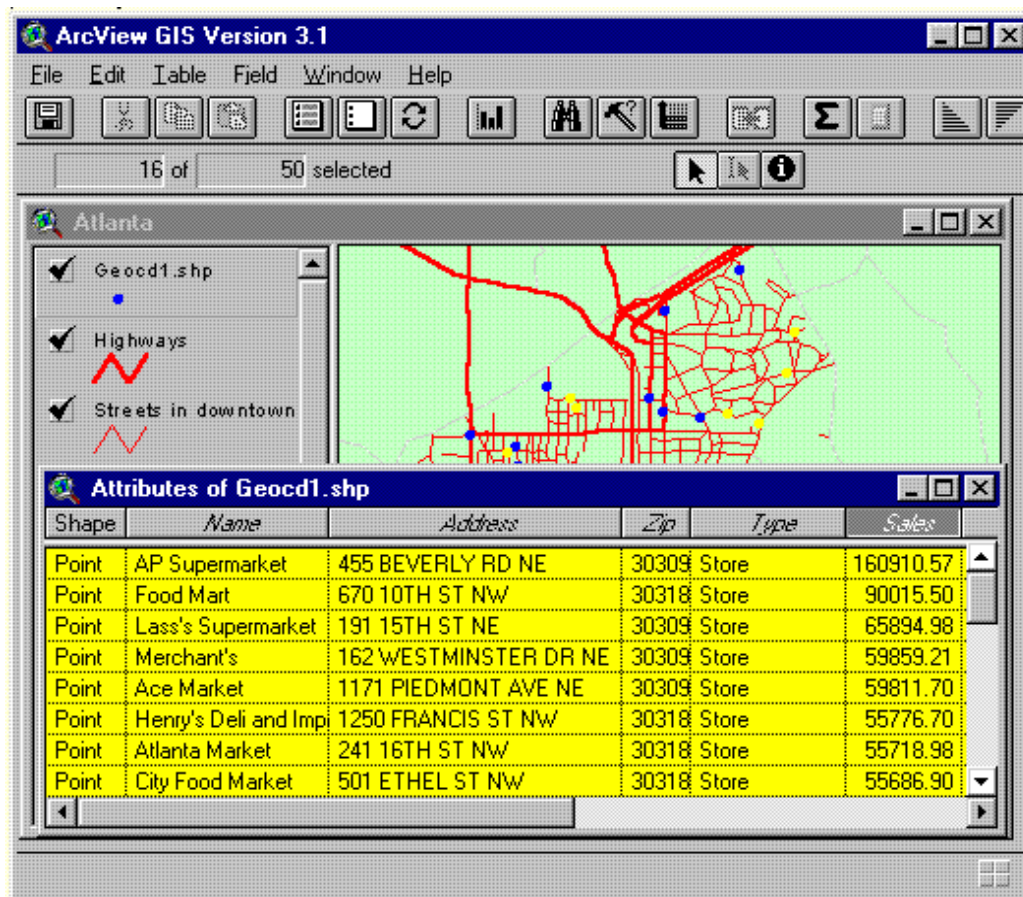 ArcView GIS Version 3.1
File Edit Table Field Window Help
16 of 50 selected
Atlanta
Geocd1.shp
Highways
Streets in downtown
Attributes of Geocd1.shp
Shape Name Address Zip Type Sales
Point AP Supermarket 455 BEVERLY RD NE 30309 Store 160910.57
Point Food Mart 670 10TH ST NW 30318 Store 90015.50
Point Lass's Supermarket 191 15TH ST NE 30309 Store 65894.98
Point Merchant's 162 WESTMINSTER DR NE 30309 Store 59859.21
Point Ace Market 1171 PIEDMONT AVE NE 30309 Store 59811.70
Point Henry's Deli and Imp 1250 FRANCIS ST NW 30318 Store 55776.70
Point Atlanta Market 241 16TH ST NW 30318 Store 55718.98
Point City Food Market 501 ETHEL ST NW 30318 Store 55686.90